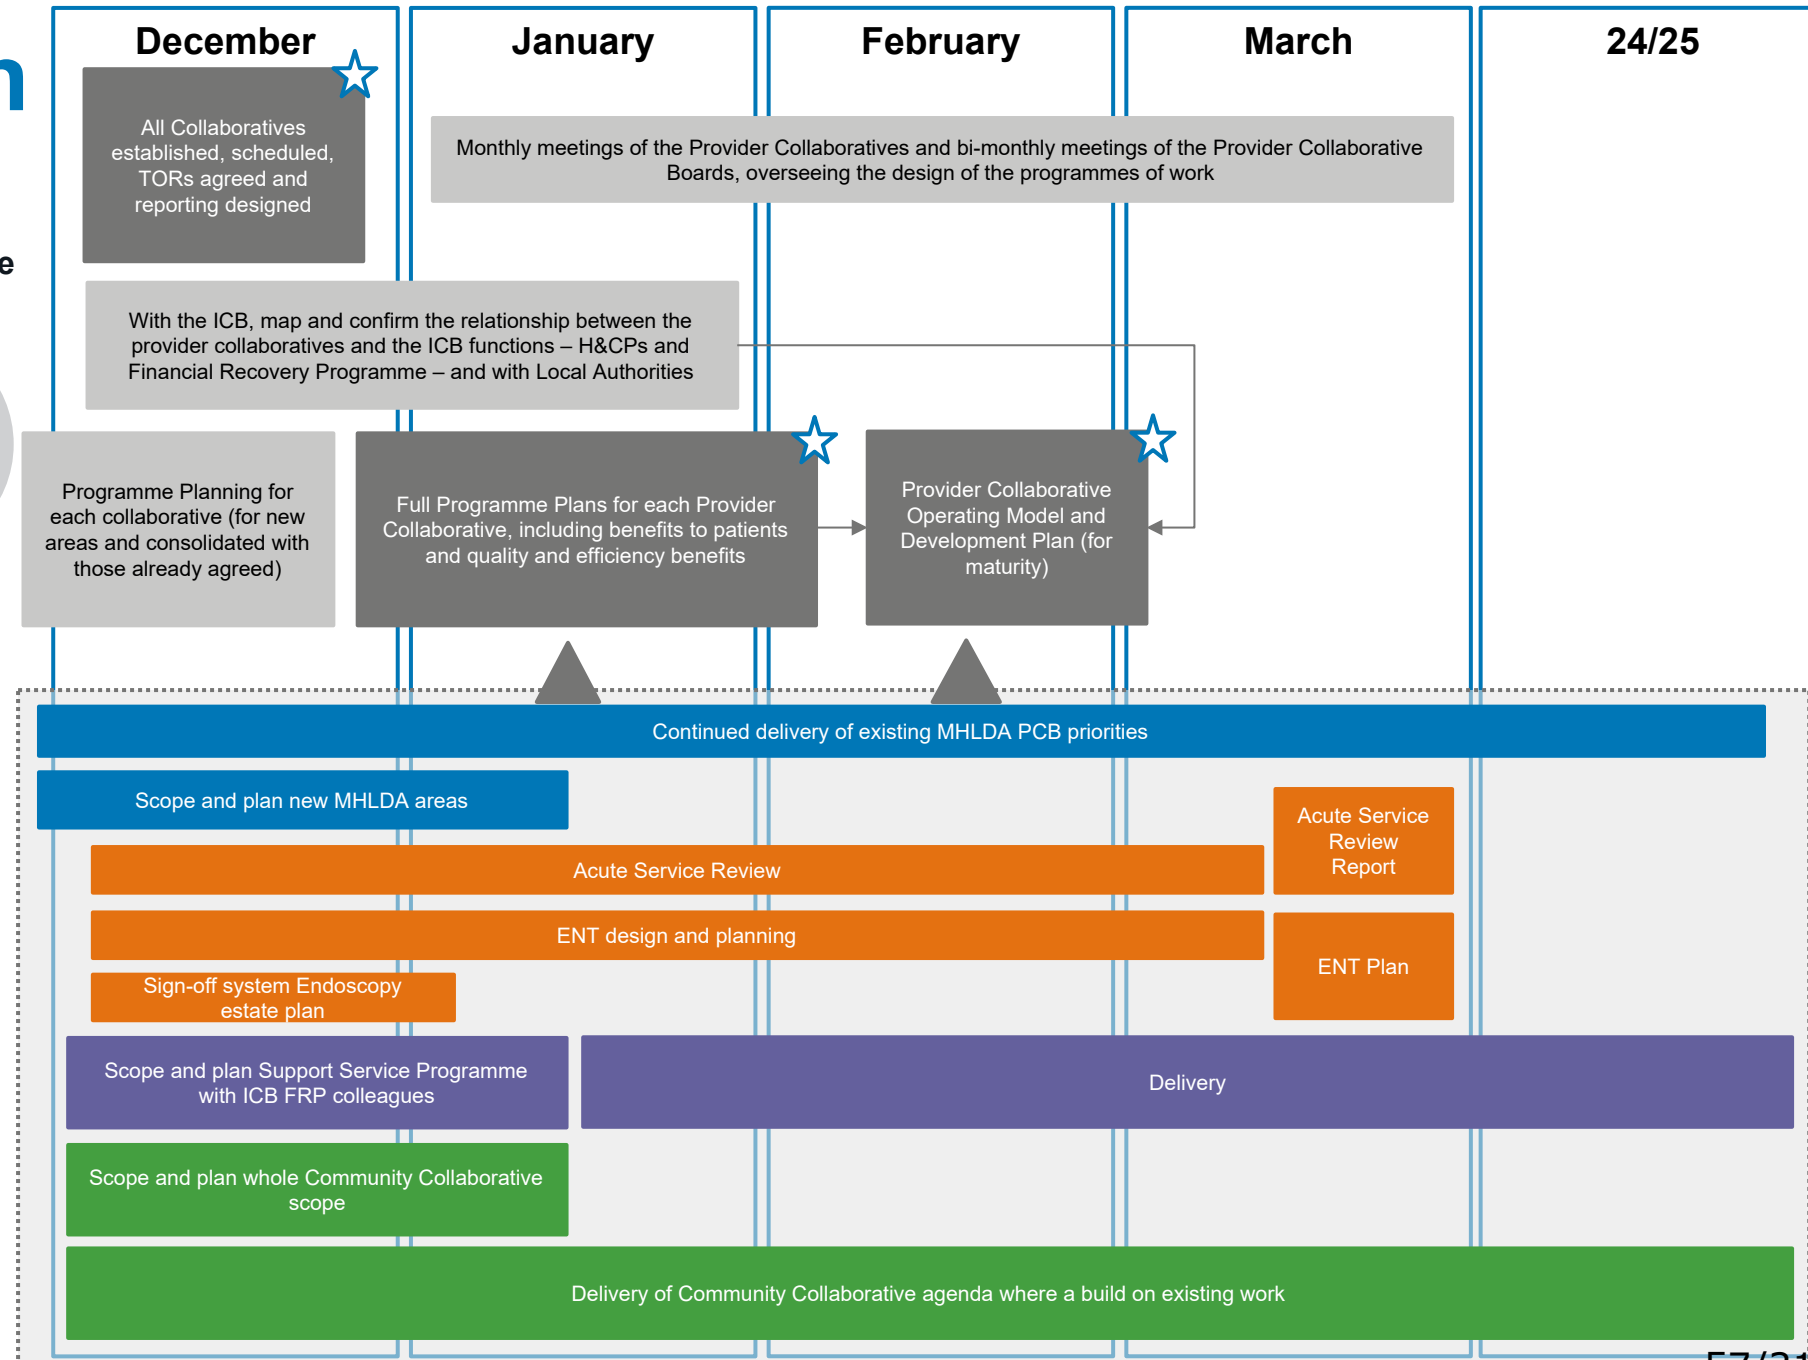 n
e
December
January
February
March
24/25
All Collaboratives
established, scheduled,
TORs agreed and
reporting designed
Monthly meetings of the Provider Collaboratives and bi-monthly meetings of the Provider Collaborative
Boards, overseeing the design of the programmes of work
With the ICB, map and confirm the relationship between the
provider collaboratives and the ICB functions – H&CPs and
Financial Recovery Programme – and with Local Authorities
Programme Planning for
each collaborative (for new
areas and consolidated with
those already agreed)
Full Programme Plans for each Provider
Collaborative, including benefits to patients
and quality and efficiency benefits
Provider Collaborative
Operating Model and
Development Plan (for
maturity)
Continued delivery of existing MHLDA PCB priorities
Scope and plan new MHLDA areas
Acute Service Review
Acute Service
Review
Report
ENT design and planning
ENT Plan
Sign-off system Endoscopy
estate plan
Scope and plan Support Service Programme
with ICB FRP colleagues
Delivery
Scope and plan whole Community Collaborative
scope
Delivery of Community Collaborative agenda where a build on existing work